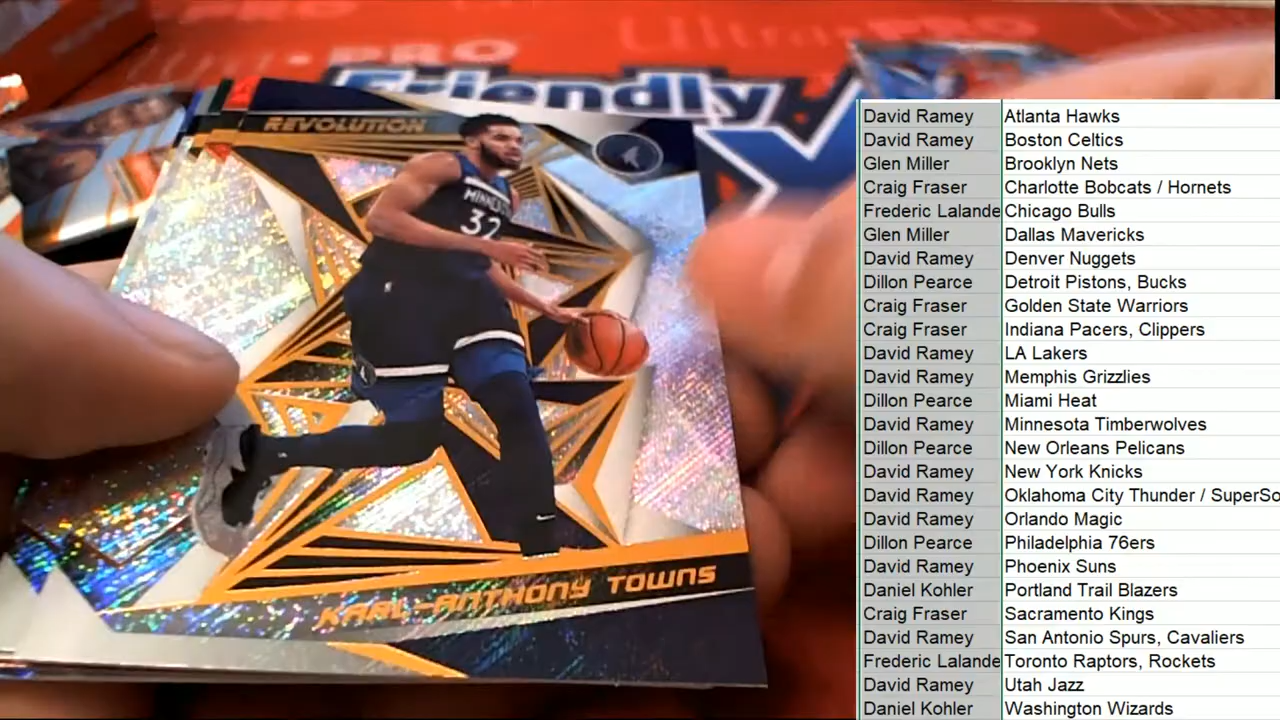 Ultra PRO
Ultra PRO
Friendly
REVOLUTION
MINNESOTA
32
KARL-ANTHONY TOWNS
David Ramey Atlanta Hawks
David Ramey Boston Celtics
Glen Miller Brooklyn Nets
Craig Fraser Charlotte Bobcats / Hornets
Frederic Lalande Chicago Bulls
Glen Miller Dallas Mavericks
David Ramey Denver Nuggets
Dillon Pearce Detroit Pistons, Bucks
Craig Fraser Golden State Warriors
Craig Fraser Indiana Pacers, Clippers
David Ramey LA Lakers
David Ramey Memphis Grizzlies
Dillon Pearce Miami Heat
David Ramey Minnesota Timberwolves
Dillon Pearce New Orleans Pelicans
David Ramey New York Knicks
David Ramey Oklahoma City Thunder / SuperSo
David Ramey Orlando Magic
Dillon Pearce Philadelphia 76ers
David Ramey Phoenix Suns
Daniel Kohler Portland Trail Blazers
Craig Fraser Sacramento Kings
David Ramey San Antonio Spurs, Cavaliers
Frederic Lalande Toronto Raptors, Rockets
David Ramey Utah Jazz
Daniel Kohler Washington Wizards